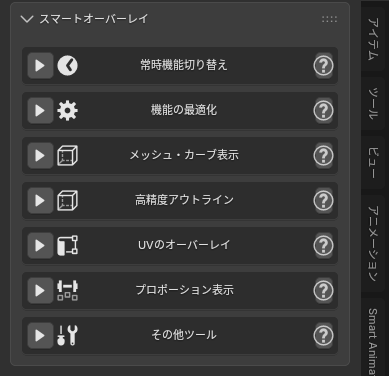 スマートオーバーレイ
常時機能切り替え
機能の最適化
メッシュ・カーブ表示
高精度アウトライン
UVのオーバーレイ
プロポーション表示
その他ツール
アイテム
ツール
ビュー
アニメーション
Smart Anima